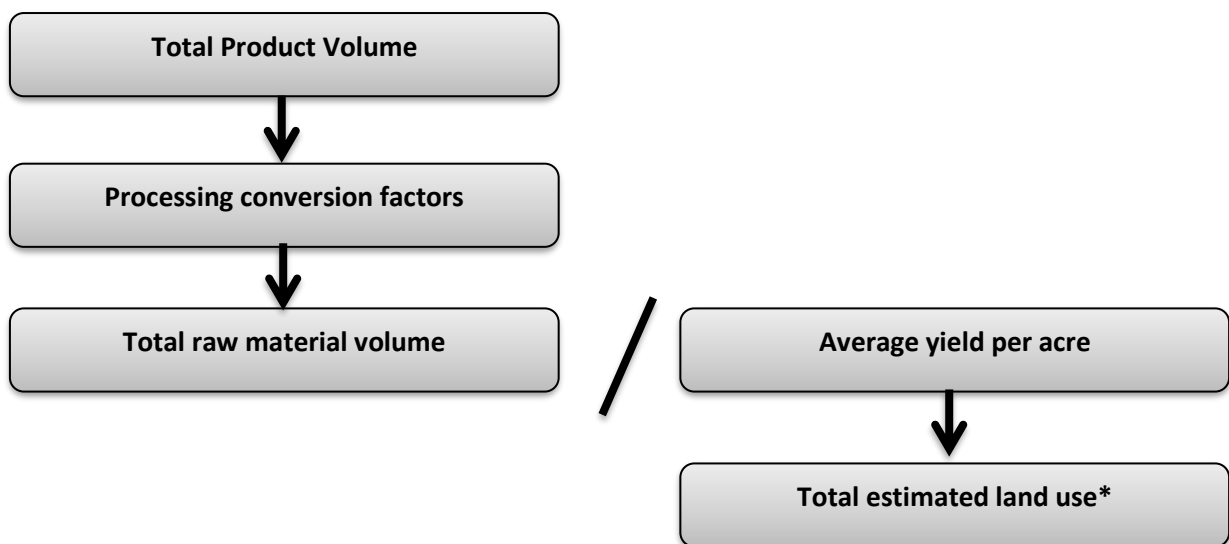 Total Product Volume
Processing conversion factors
Total raw material volume
/
Average yield per acre
Total estimated land use*